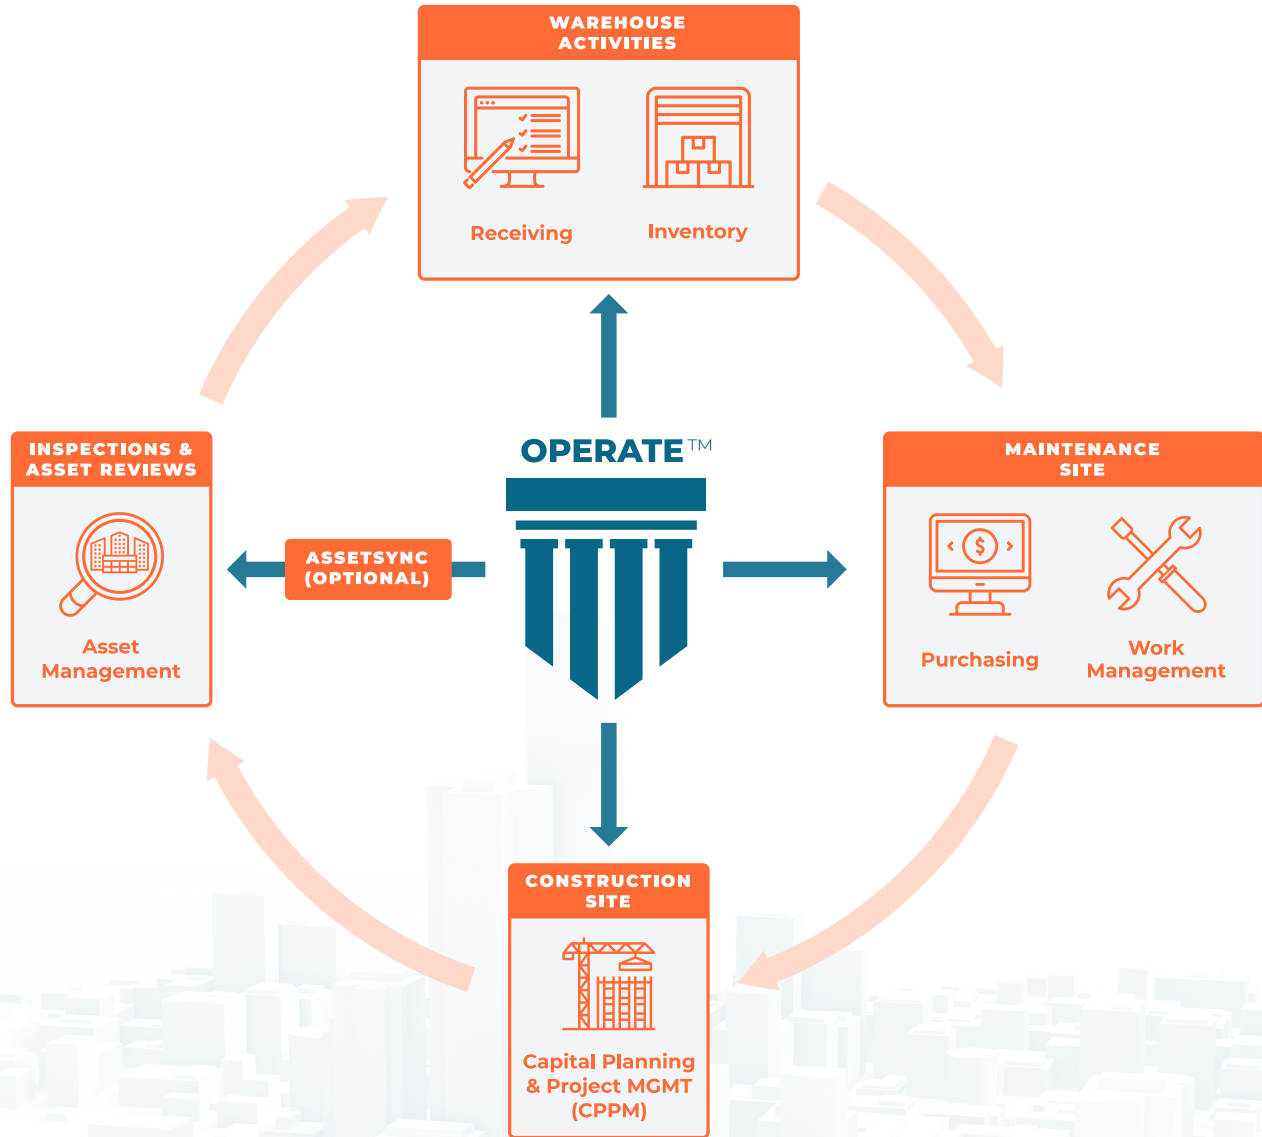 WAREHOUSE
ACTIVITIES
Receiving
Inventory
INSPECTIONS &
ASSET REVIEWS
Asset
Management
ASSETSYNC
(OPTIONAL)
OPERATE™
MAINTENANCE
SITE
$
Purchasing
Work
Management
CONSTRUCTION
SITE
Capital Planning
& Project MGMT
(CPPM)